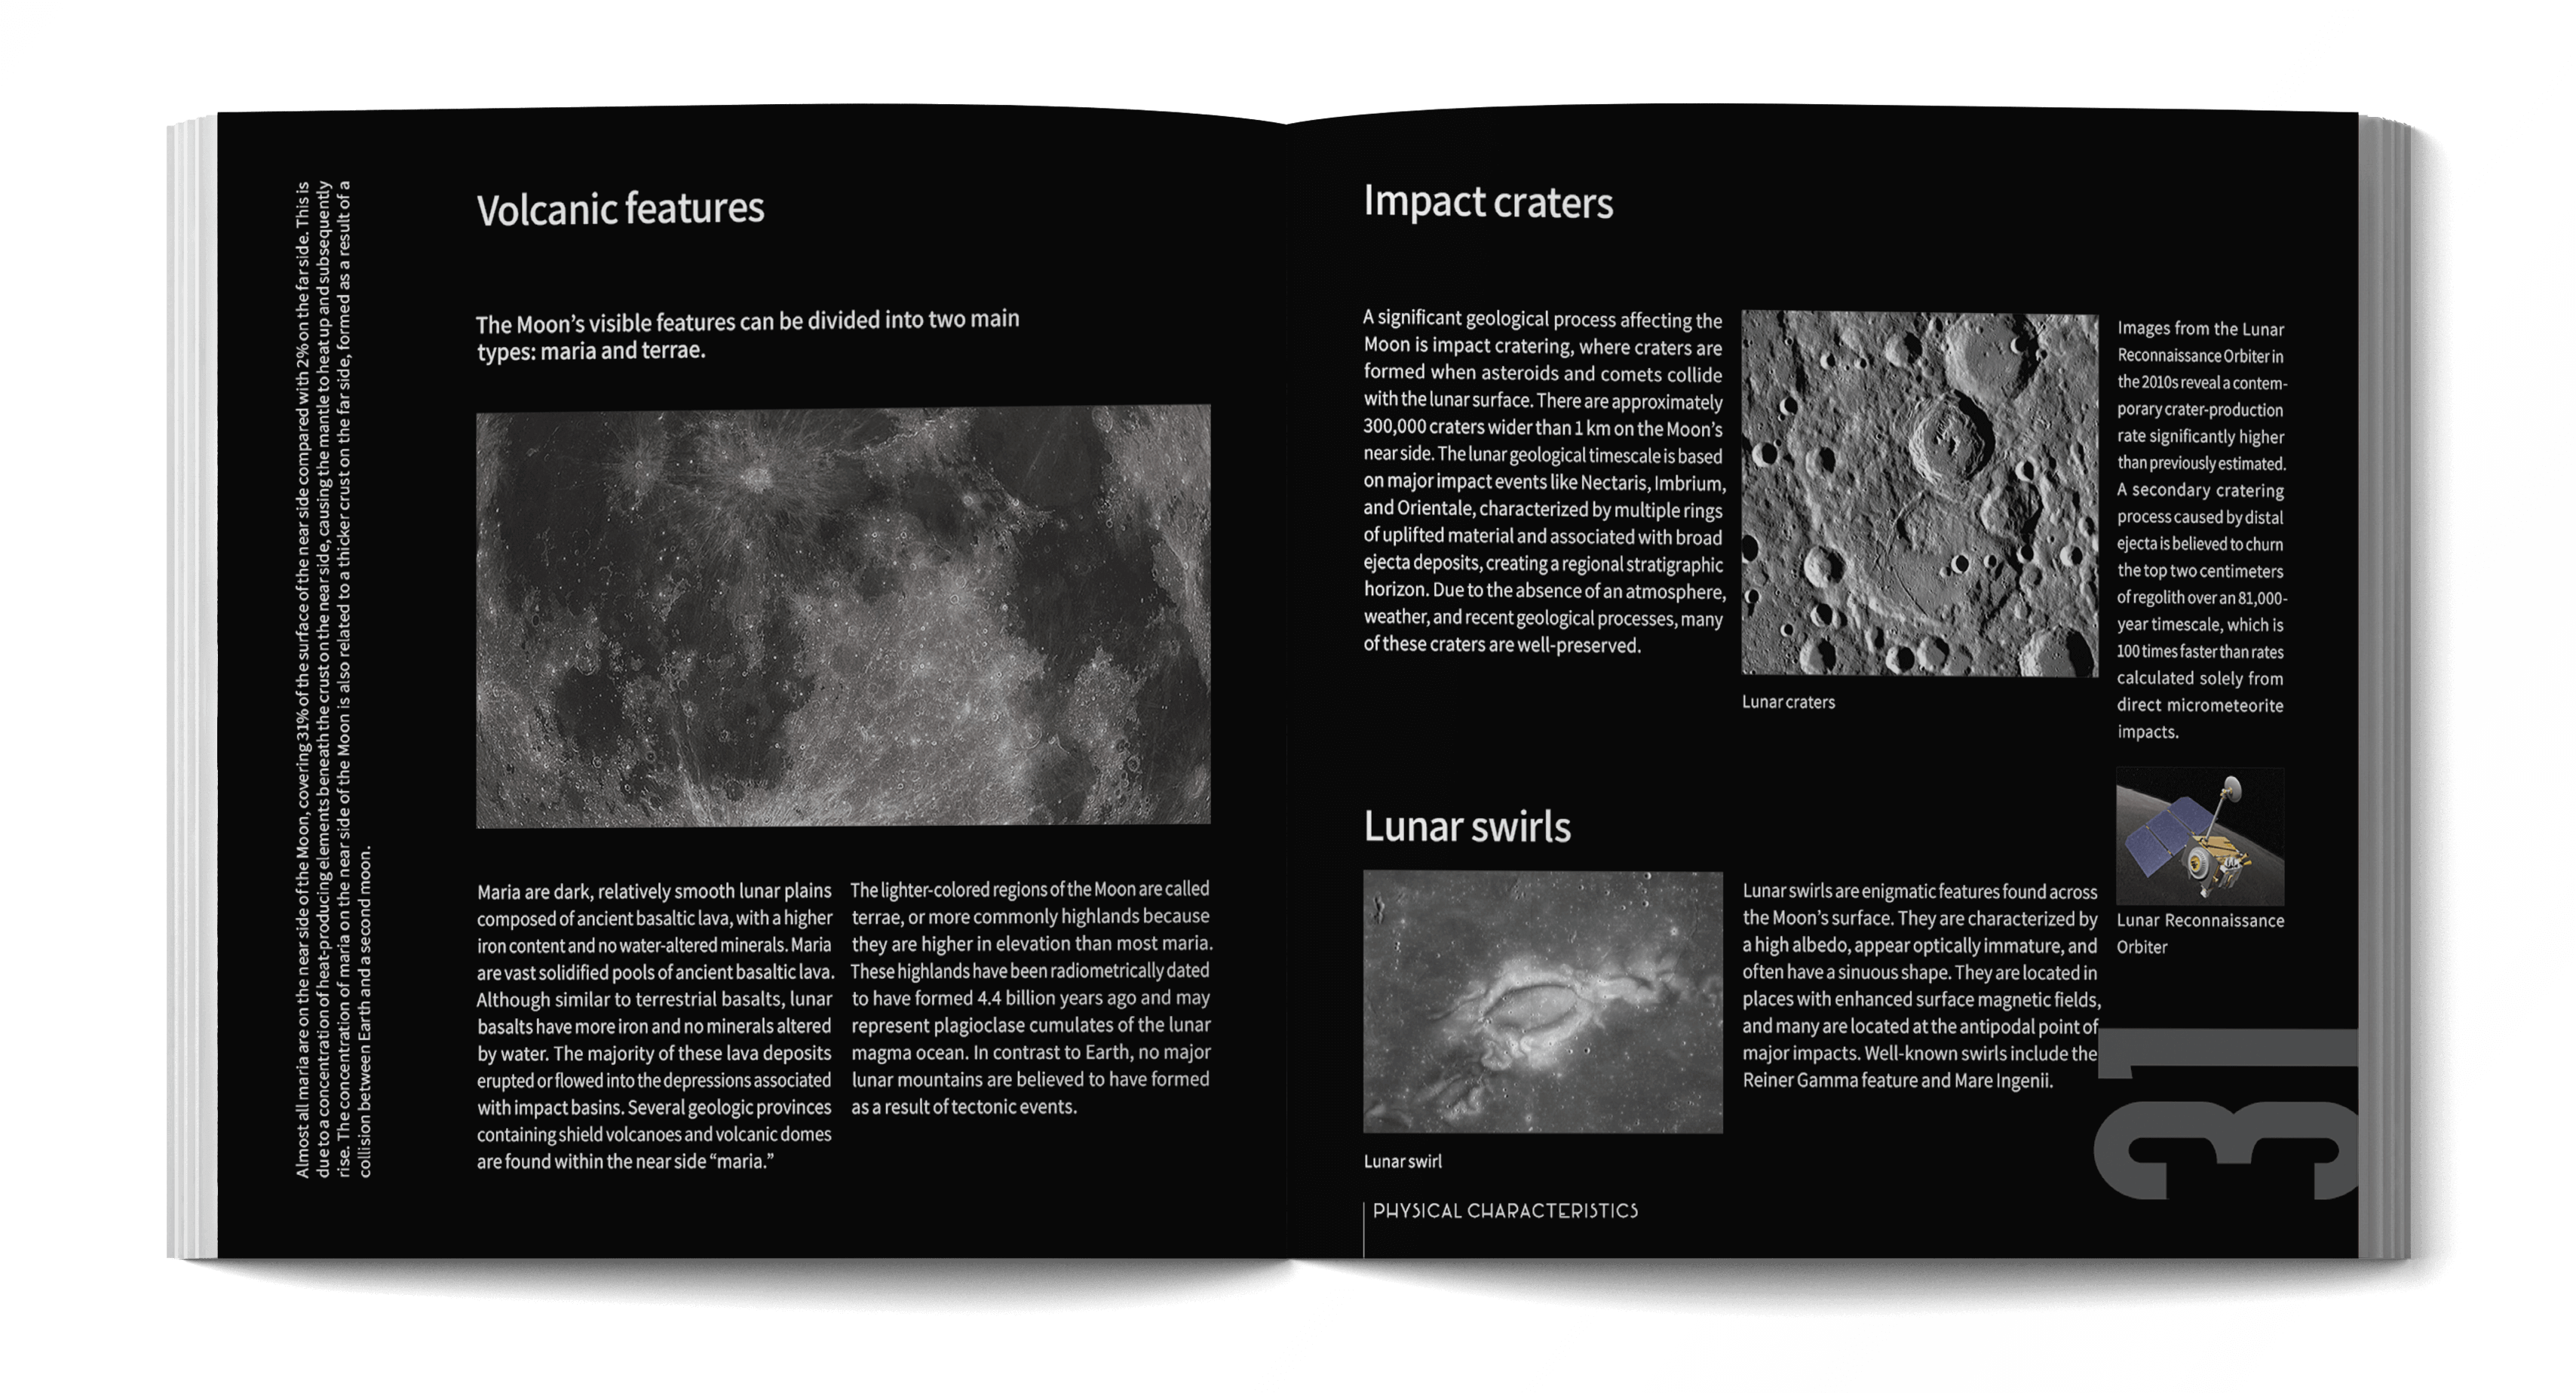 Almost all maria are on the near side of the Moon, covering 31% of the surface of the near side compared with 2% on the far side. This is
due to a concentration of heat-producing elements beneath the crust on the near side, causing the mantle to heat up and subsequently
rise. The concentration of maria on the near side of the Moon is also related to a thicker crust on the far side, formed as a result of a
collision between Earth and a second moon.
Volcanic features
The Moon’s visible features can be divided into two main
types: maria and terrae.
Maria are dark, relatively smooth lunar plains
composed of ancient basaltic lava, with a higher
iron content and no water-altered minerals. Maria
are vast solidified pools of ancient basaltic lava.
Although similar to terrestrial basalts, lunar
basalts have more iron and no minerals altered
by water. The majority of these lava deposits
erupted or flowed into the depressions associated
with impact basins. Several geologic provinces
containing shield volcanoes and volcanic domes
are found within the near side “maria.”
The lighter-colored regions of the Moon are called
terrae, or more commonly highlands because
they are higher in elevation than most maria.
These highlands have been radiometrically dated
to have formed 4.4 billion years ago and may
represent plagioclase cumulates of the lunar
magma ocean. In contrast to Earth, no major
lunar mountains are believed to have formed
as a result of tectonic events.
Impact craters
A significant geological process affecting the
Moon is impact cratering, where craters are
formed when asteroids and comets collide
with the lunar surface. There are approximately
300,000 craters wider than 1 km on the Moon’s
near side. The lunar geological timescale is based
on major impact events like Nectaris, Imbrium,
and Orientale, characterized by multiple rings
of uplifted material and associated with broad
ejecta deposits, creating a regional stratigraphic
horizon. Due to the absence of an atmosphere,
weather, and recent geological processes, many
of these craters are well-preserved.
Lunar craters
Images from the Lunar
Reconnaissance Orbiter in
the 2010s reveal a contem-
porary crater-production
rate significantly higher
than previously estimated.
A secondary cratering
process caused by distal
ejecta is believed to churn
the top two centimeters
of regolith over an 81,000-
year timescale, which is
100 times faster than rates
calculated solely from
direct micrometeorite
impacts.
Lunar Reconnaissance
Orbiter
Lunar swirls
Lunar swirl
Lunar swirls are enigmatic features found across
the Moon’s surface. They are characterized by
a high albedo, appear optically immature, and
often have a sinuous shape. They are located in
places with enhanced surface magnetic fields,
and many are located at the antipodal point of
major impacts. Well-known swirls include the
Reiner Gamma feature and Mare Ingenii.
PHYSICAL CHARACTERISTICS
31